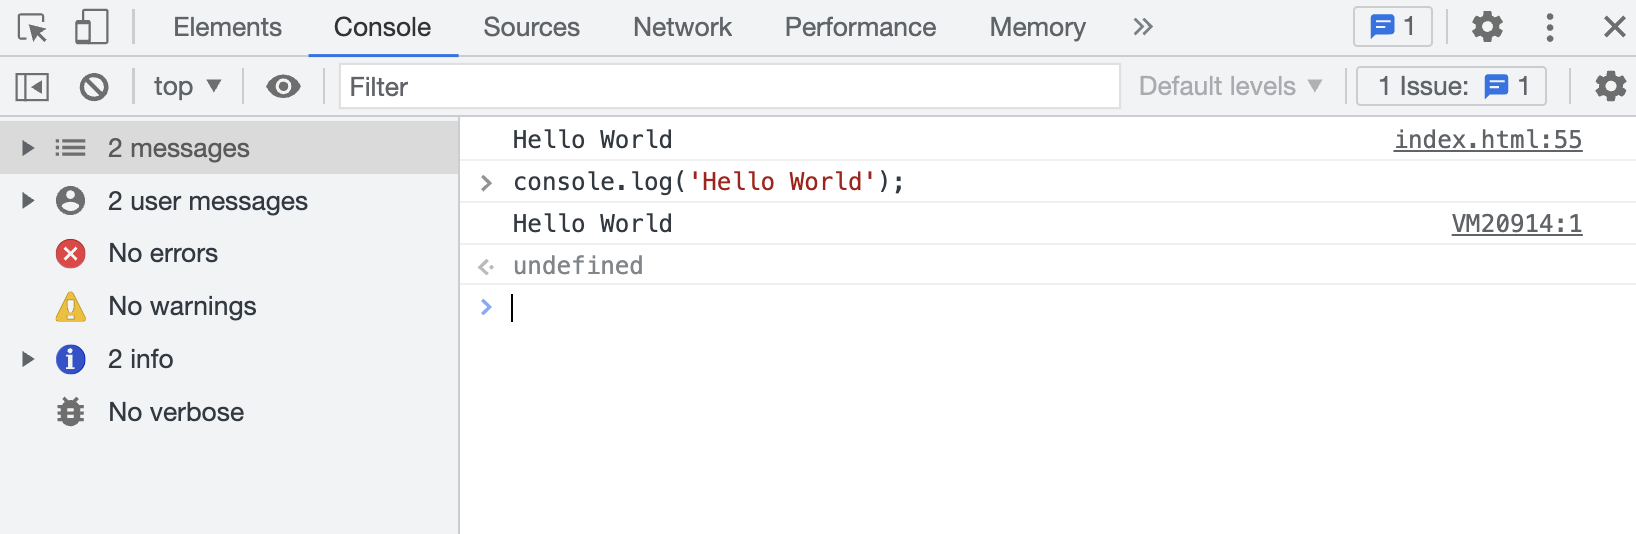 Elements Console Sources Network Performance Memory 1
top Filter Default levels 1 Issue: 1
2 messages
2 user messages
No errors
No warnings
2 info
No verbose
Hello World index.html:55
console.log('Hello World');
Hello World VM20914:1
undefined